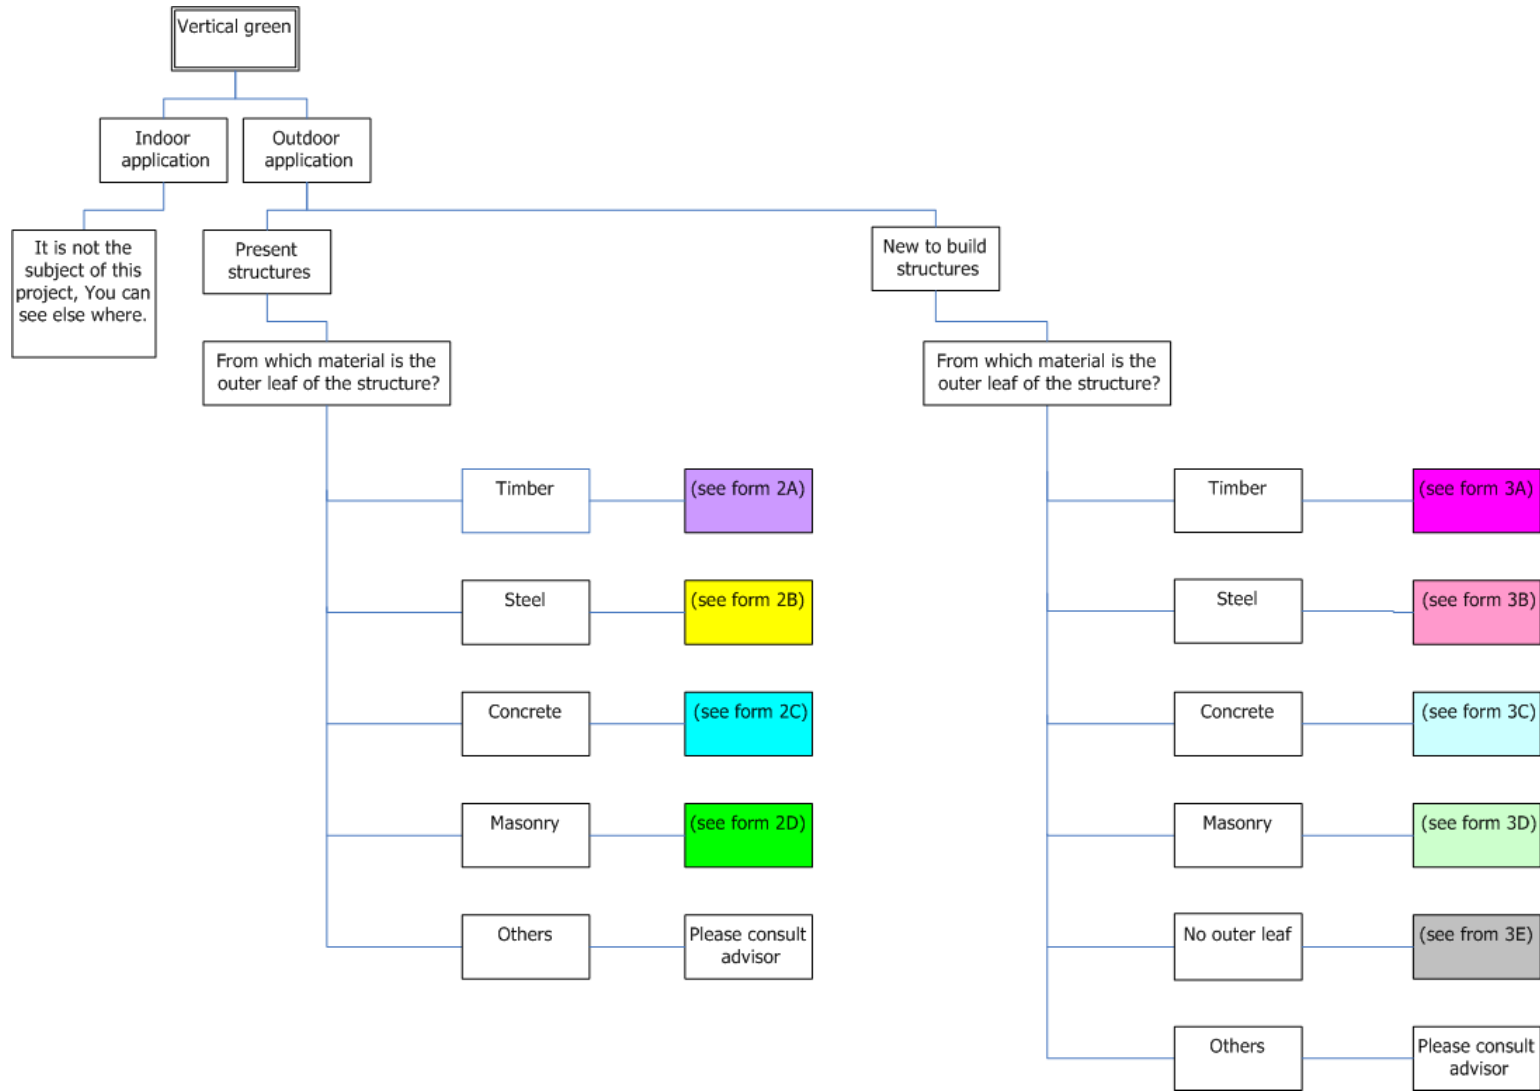 Vertical green
Indoor
application
Outdoor
application
It is not the
subject of this
project, You can
see else where.
Present
structures
New to build
structures
From which material is the
outer leaf of the structure?
From which material is the
outer leaf of the structure?
Timber
(see form 2A)
Timber
(see form 3A)
Steel
(see form 2B)
Steel
(see form 3B)
Concrete
(see form 2C)
Concrete
(see form 3C)
Masonry
(see form 2D)
Masonry
(see form 3D)
Others
Please consult
advisor
No outer leaf
(see from 3E)
Others
Please consult
advisor